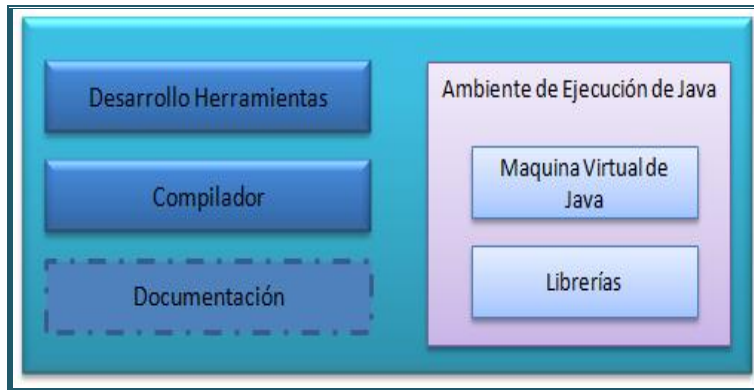 Desarrollo Herramientas
Compilador
Documentación
Ambiente de Ejecución de Java
Maquina Virtual de
Java
Librerías